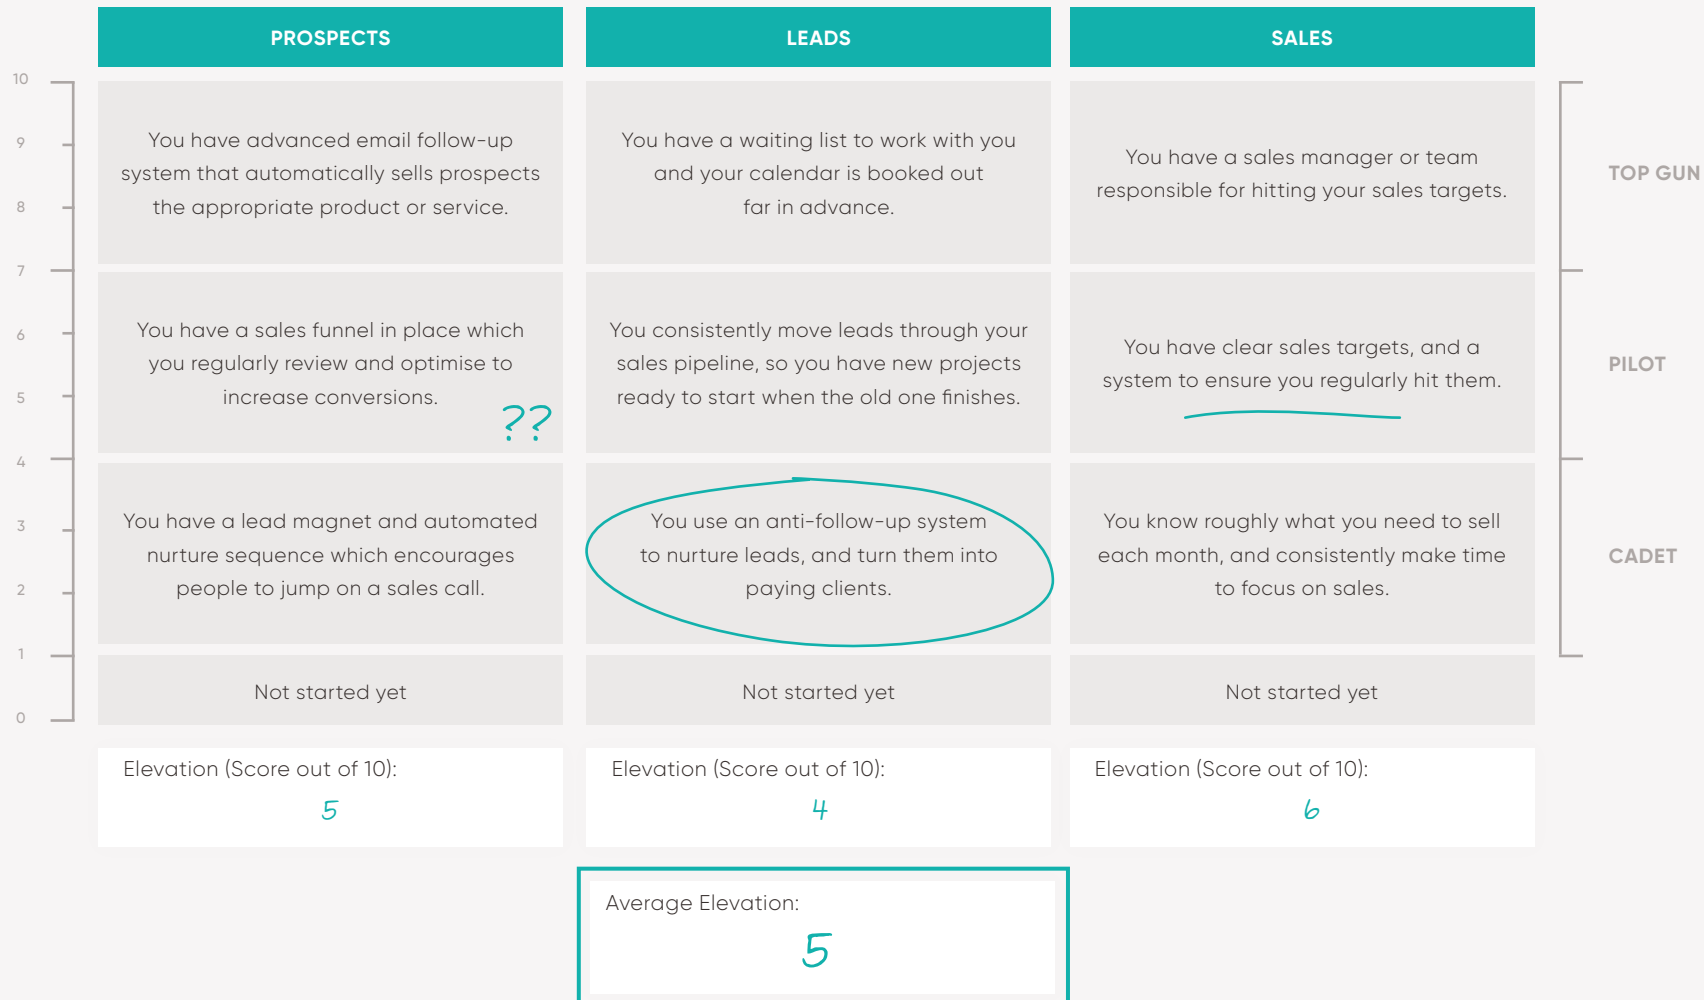 PROSPECTS
LEADS
SALES
10
9
8
7
6
5
4
3
2
1
0
You have advanced email follow-up
system that automatically sells prospects
the appropriate product or service.
You have a waiting list to work with you
and your calendar is booked out
far in advance.
You have a sales manager or team
responsible for hitting your sales targets.
TOP GUN
You have a sales funnel in place which
you regularly review and optimise to
increase conversions.
??
You consistently move leads through your
sales pipeline, so you have new projects
ready to start when the old one finishes.
You have clear sales targets, and a
system to ensure you regularly hit them.
PILOT
You have a lead magnet and automated
nurture sequence which encourages
people to jump on a sales call.
You use an anti-follow-up system
to nurture leads, and turn them into
paying clients.
You know roughly what you need to sell
each month, and consistently make time
to focus on sales.
CADET
Not started yet
Not started yet
Not started yet
Elevation (Score out of 10):
5
Elevation (Score out of 10):
4
Elevation (Score out of 10):
6
Average Elevation:
5